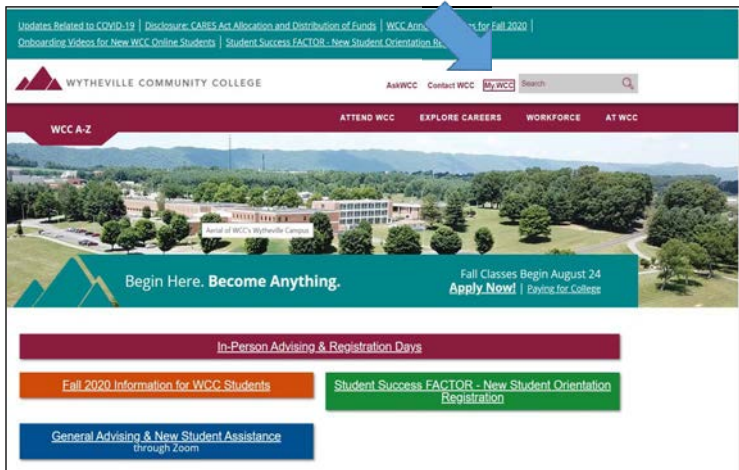 Updates Related to COVID-19 | Disclosure: CARES Act Allocation and Distribution of Funds | WCC for Fall 2020 |
Onboarding Videos for New WCC Online Students | Student Success FACTOR - New Student Orientation
WYTHEVILLE COMMUNITY COLLEGE
AskWCC Contact WCC My WCC Search
WCC A-Z
ATTEND WCC EXPLORE CAREERS WORKFORCE AT WCC
Aerial of WCC's Wytheville Campus
Begin Here. Become Anything.
Fall Classes Begin August 24
Apply Now! | Paying for College
In-Person Advising & Registration Days
Fall 2020 Information for WCC Students
Student Success FACTOR - New Student Orientation
Registration
General Advising & New Student Assistance
through Zoom